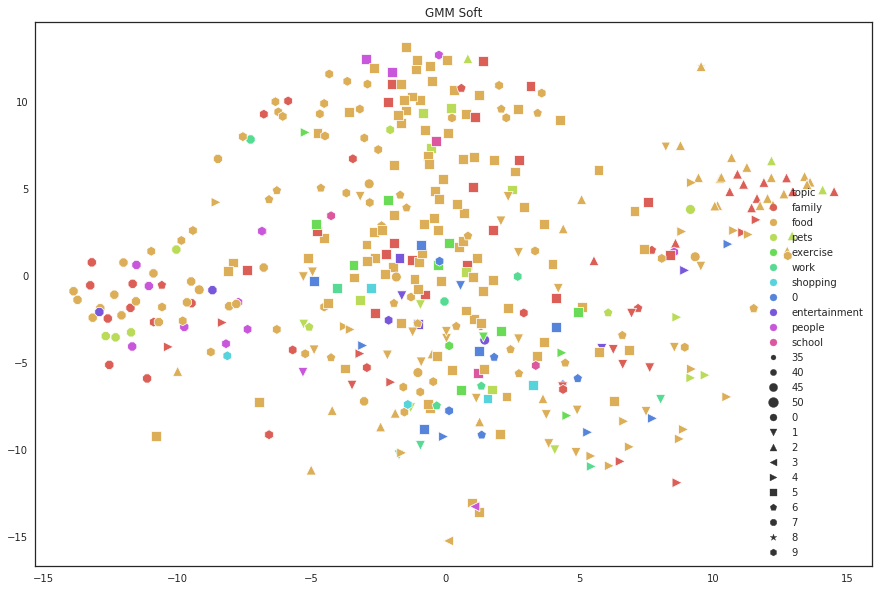 GMM Soft
10
5
0
−5
−10
−15
−15
−10
−5
0
5
10
15
topic
family
food
pets
exercise
work
shopping
0
entertainment
people
school
35
40
45
50
0
1
2
3
4
5
6
7
8
9